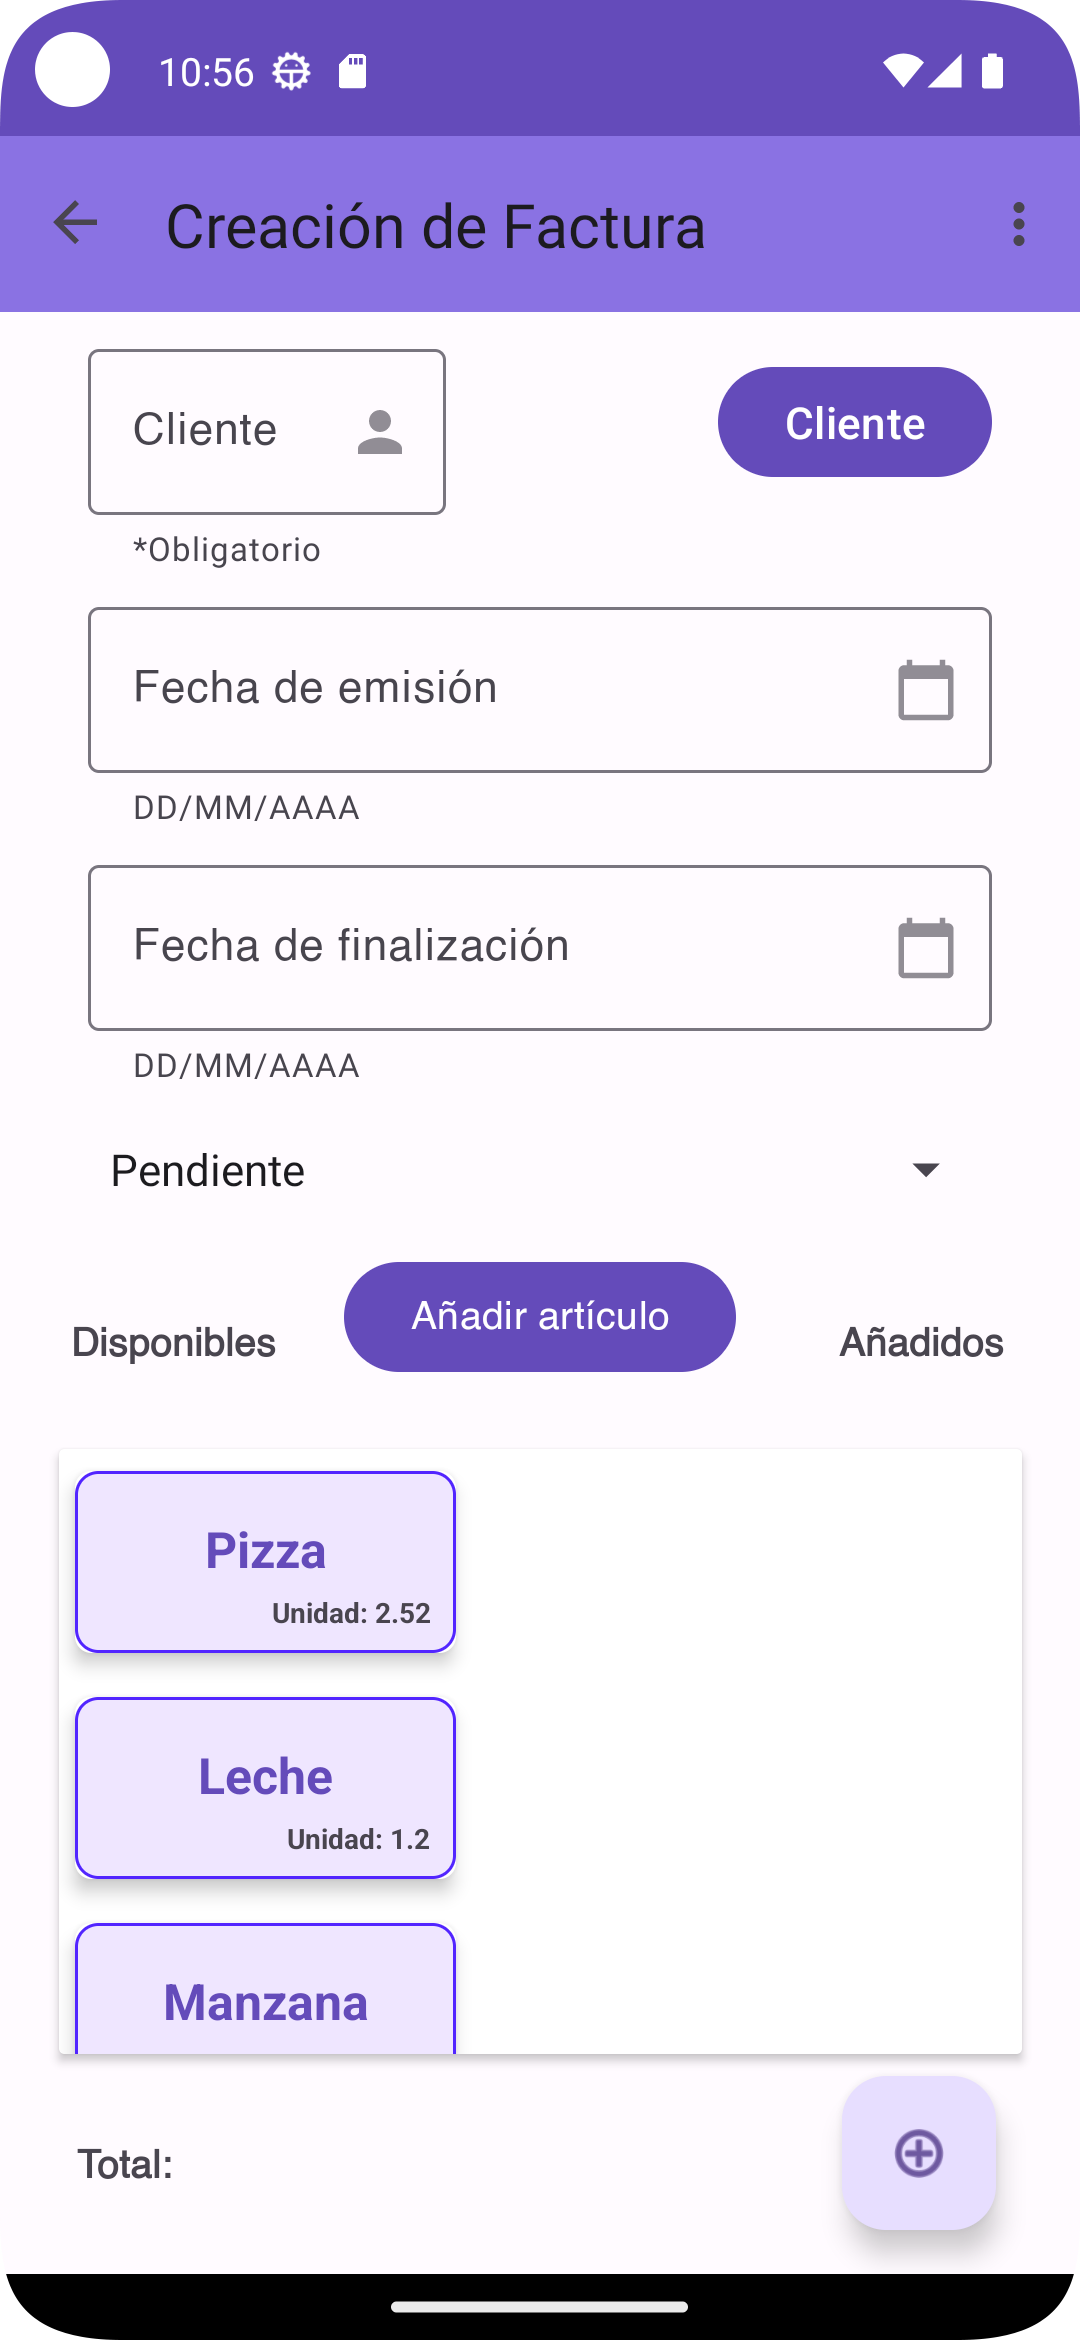 10:56
Creación de Factura
Cliente
Cliente
*Obligatorio
Fecha de emisión
DD/MM/AAAA
Fecha de finalización
DD/MM/AAAA
Pendiente
Disponibles
Añadir artículo
Añadidos
Pizza
Unidad: 2.52
Leche
Unidad: 1.2
Manzana
Total: